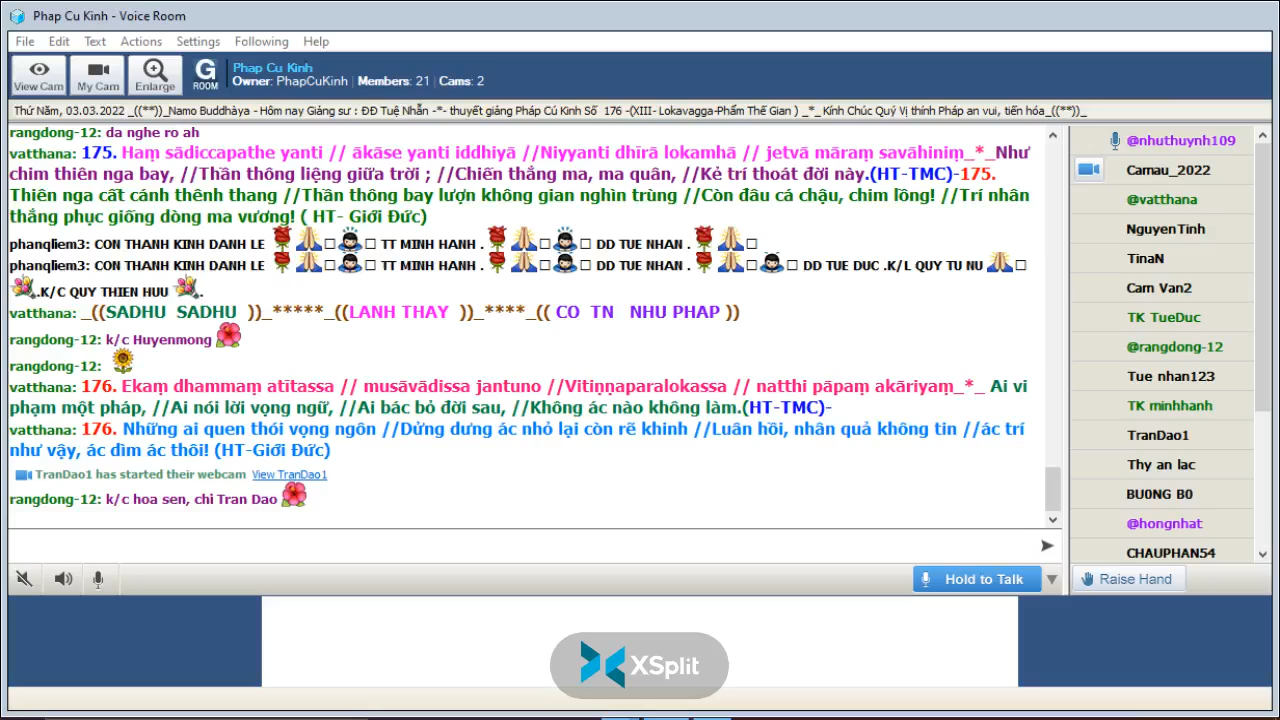 Phap Cu Kinh - Voice Room
File Edit Text Actions Settings Following Help
View Cam My Cam Enlarge G ROOM Phap Cu Kinh
Owner: PhapCuKinh | Members: 21 | Cams: 2
Thứ Năm, 03.03.2022 _((**))_Namo Buddhàya - Hôm nay Giảng sư : ĐĐ Tuệ Nhẫn -*- thuyết giảng Pháp Cú Kinh Số 176 -(XIII- Lokavagga-Phẩm Thế Gian ) _*_ Kính Chúc Quý Vị thính Pháp an vui, tiến hóa_((**))_
rangdong-12: da nghe ro ah
vatthana: 175. Haṃ sādiccapathe yanti // ākāse yanti iddhiyā //Niyyanti dhīrā lokamhā // jetvā māraṃ savāhiniṃ_*_Như
chim thiên nga bay, //Thần thông liệng giữa trời ; //Chiến thắng ma, ma quân, //Kẻ trí thoát đời này.(HT-TMC)-175.
Thiên nga cất cánh thênh thang //Thần thông bay lượn không gian nghìn trùng //Còn đâu cá chậu, chim lồng! //Trí nhân
thắng phục giống dòng ma vương! ( HT- Giới Đức)
phanqliem3: CON THANH KINH DANH LE TT MINH HANH . DD TUE NHAN .
phanqliem3: CON THANH KINH DANH LE TT MINH HANH . DD TUE NHAN . DD TUE DUC .K/L QUY TU NU
.K/C QUY THIEN HUU .
vatthana: _((SADHU SADHU ))_*****_((LANH THAY ))_****_(( CO TN NHU PHAP ))
rangdong-12: k/c Huyenmong
rangdong-12:
vatthana: 176. Ekaṃ dhammaṃ atītassa // musāvādissa jantuno //Vitiṇṇaparalokassa // natthi pāpaṃ akāriyaṃ_*_ Ai vi
phạm một pháp, //Ai nói lời vọng ngữ, //Ai bác bỏ đời sau, //Không ác nào không làm.(HT-TMC)-
vatthana: 176. Những ai quen thói vọng ngôn //Dửng dưng ác nhỏ lại còn rẽ khinh //Luân hồi, nhân quả không tin //ác trí
như vậy, ác dìm ác thôi! (HT-Giới Đức)
TranDao1 has started their webcam View TranDao1
rangdong-12: k/c hoa sen, chi Tran Dao
@nhuthuynh109
Camau_2022
@vatthana
NguyenTinh
TinaN
Cam Van2
TK TueDuc
@rangdong-12
Tue nhan123
TK minhhanh
TranDao1
Thy an lac
BU0NG B0
@hongnhat
CHAUPHAN54
Hold to Talk
Raise Hand
XSplit